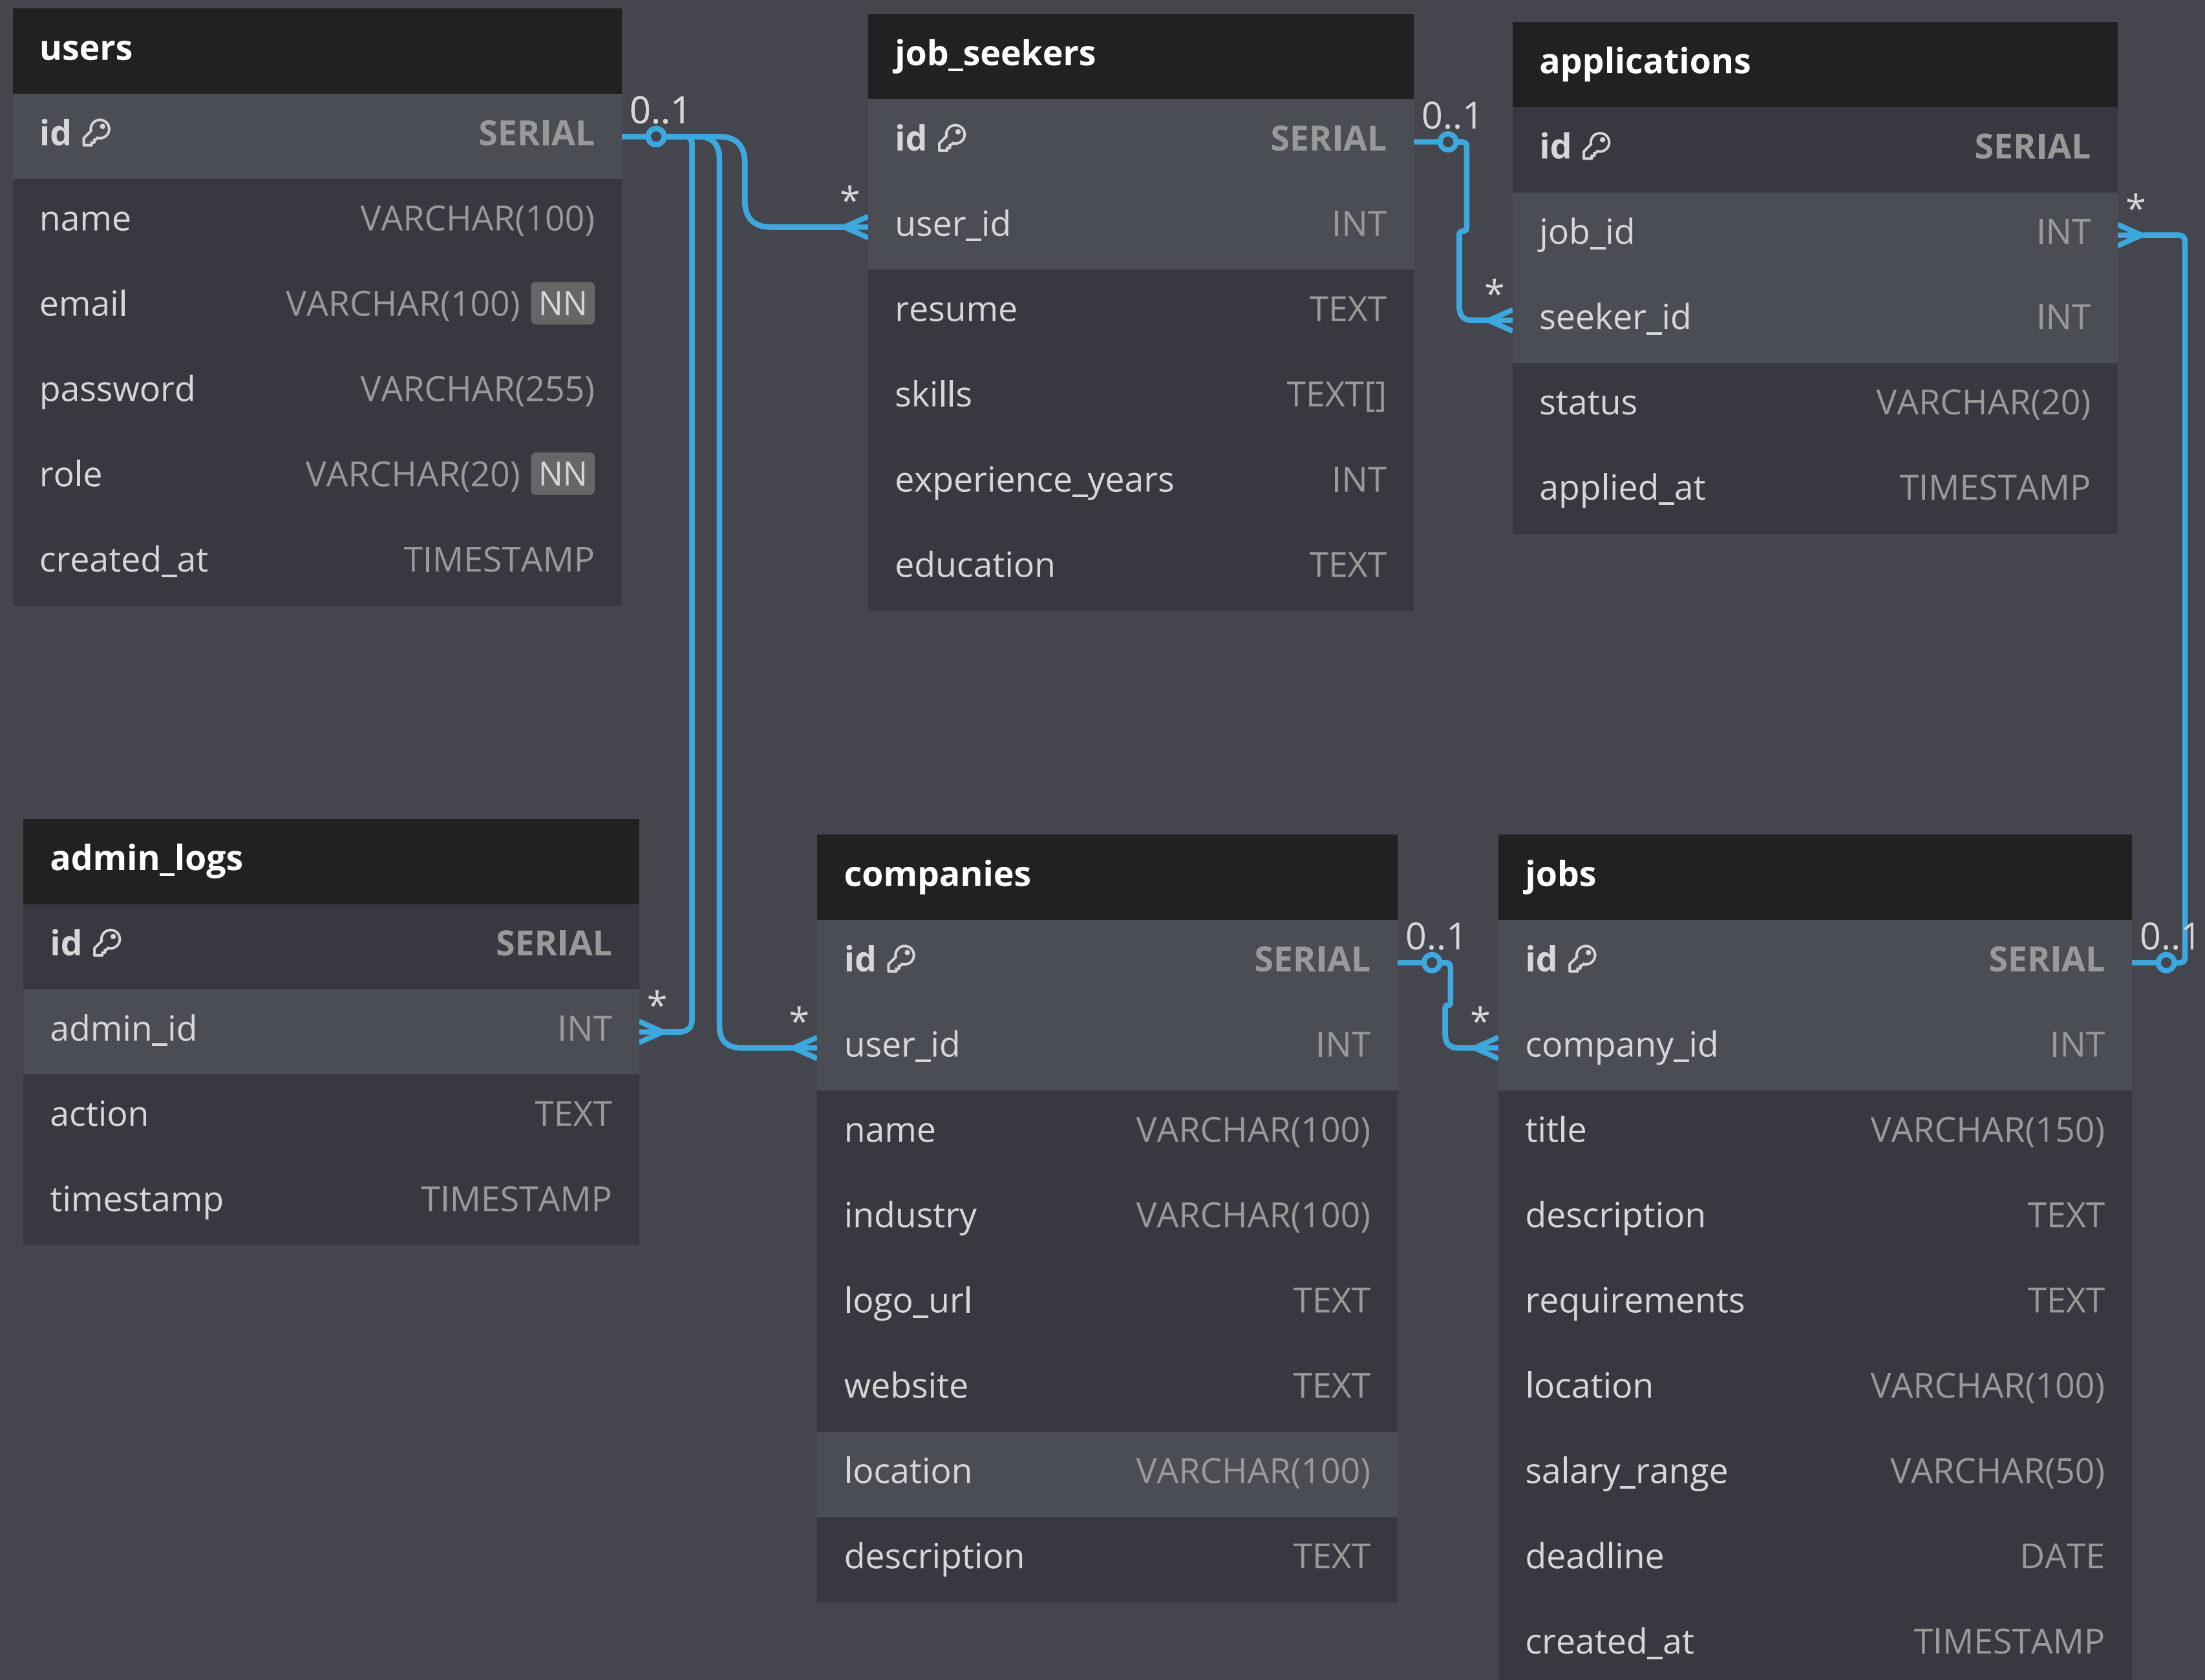 users
id SERIAL
name VARCHAR(100)
email VARCHAR(100) NN
password VARCHAR(255)
role VARCHAR(20) NN
created_at TIMESTAMP
0..1
*
job_seekers
id SERIAL
user_id INT
resume TEXT
skills TEXT[]
experience_years INT
education TEXT
0..1
*
applications
id SERIAL
job_id INT
seeker_id INT
status VARCHAR(20)
applied_at TIMESTAMP
*
admin_logs
id SERIAL
admin_id INT
action TEXT
timestamp TIMESTAMP
*
*
companies
id SERIAL
user_id INT
name VARCHAR(100)
industry VARCHAR(100)
logo_url TEXT
website TEXT
location VARCHAR(100)
description TEXT
0..1
*
jobs
id SERIAL
company_id INT
title VARCHAR(150)
description TEXT
requirements TEXT
location VARCHAR(100)
salary_range VARCHAR(50)
deadline DATE
created_at TIMESTAMP
0..1